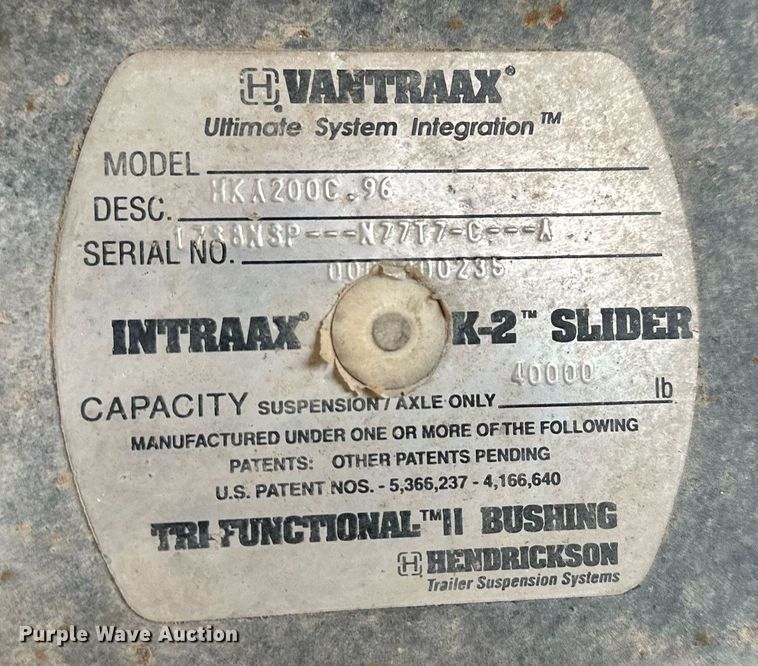 H VANTRAAX®
Ultimate System Integration™
MODEL
HKA200C.96
DESC.
SERIAL NO.
INTRAAX® K-2™ SLIDER
40000
CAPACITY SUSPENSION / AXLE ONLY lb
MANUFACTURED UNDER ONE OR MORE OF THE FOLLOWING
PATENTS: OTHER PATENTS PENDING
U.S. PATENT NOS. - 5,366,237 - 4,166,640
TRI-FUNCTIONAL™II BUSHING
H HENDRICKSON
Trailer Suspension Systems
Purple Wave Auction